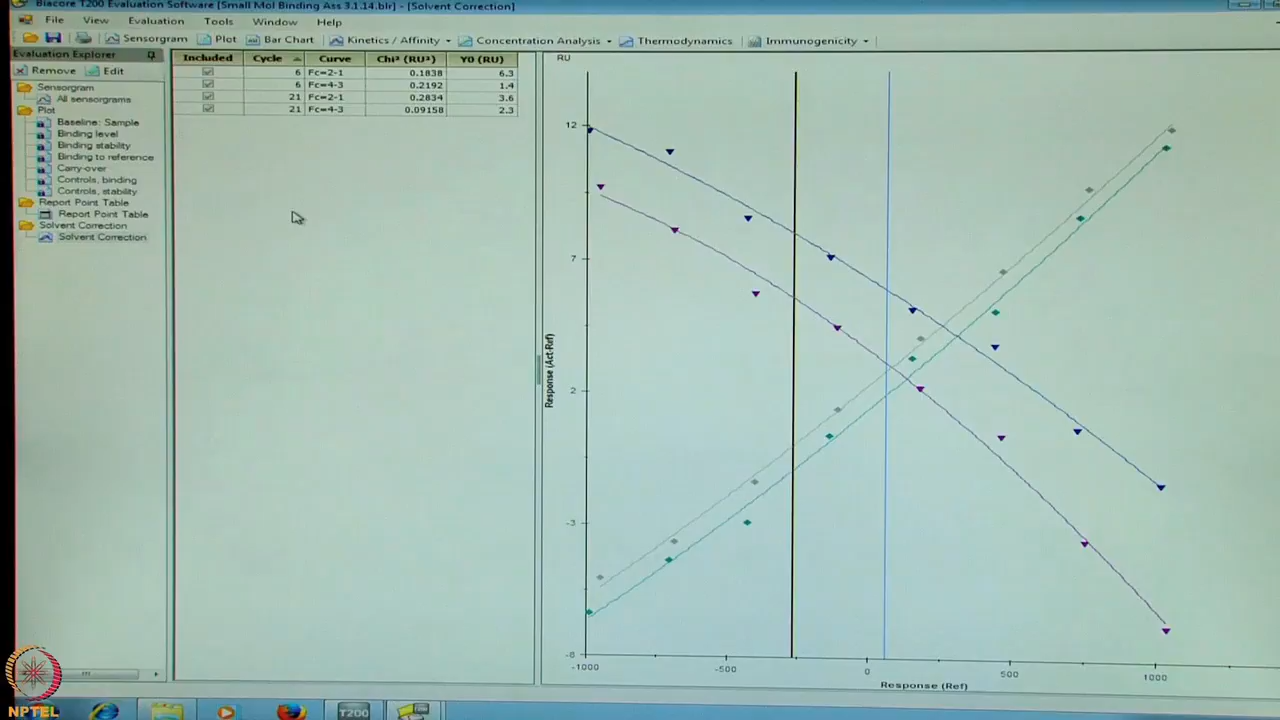 Biacore T200 Evaluation Software [Small Mol Binding Ass 3.1.14.blr] - [Solvent Correction]
File View Evaluation Tools Window Help
Sensorgram Plot Bar Chart Kinetics / Affinity Concentration Analysis Thermodynamics Immunogenicity
Evaluation Explorer
Remove Edit
Sensorgram
All sensorgrams
Plot
Baseline: Sample
Binding level
Binding stability
Binding to reference
Carry-over
Controls, binding
Controls, stability
Report Point Table
Report Point Table
Solvent Correction
Solvent Correction
Included Cycle Curve Chi² (RU²) Y0 (RU)
6 Fc=2-1 0.1838 6.3
6 Fc=4-3 0.2192 1.4
21 Fc=2-1 0.2834 3.6
21 Fc=4-3 0.09158 2.3
RU
12
7
2
-3
-8
Response (Act-Ref)
-1000 -500 0 500 1000
Response (Ref)
NPTEL
T200